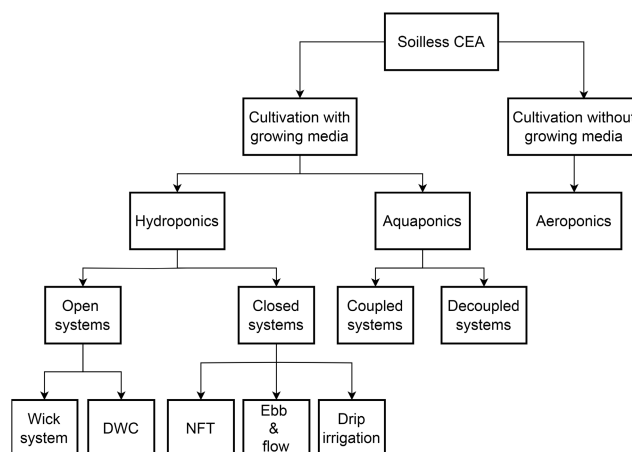 Soilless CEA
Cultivation with
growing media
Cultivation without
growing media
Hydroponics
Aquaponics
Aeroponics
Open
systems
Closed
systems
Coupled
systems
Decoupled
systems
Wick
system
DWC
NFT
Ebb
&
flow
Drip
irrigation